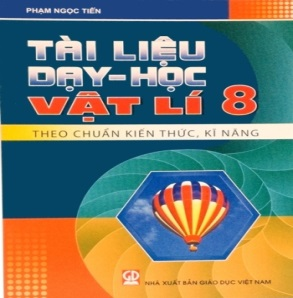 PHẠM NGỌC TIẾN
TÀI LIỆU
DẠY-HỌC
VẬT LÍ 8
THEO CHUẨN KIẾN THỨC, KĨ NĂNG
NHÀ XUẤT BẢN GIÁO DỤC VIỆT NAM